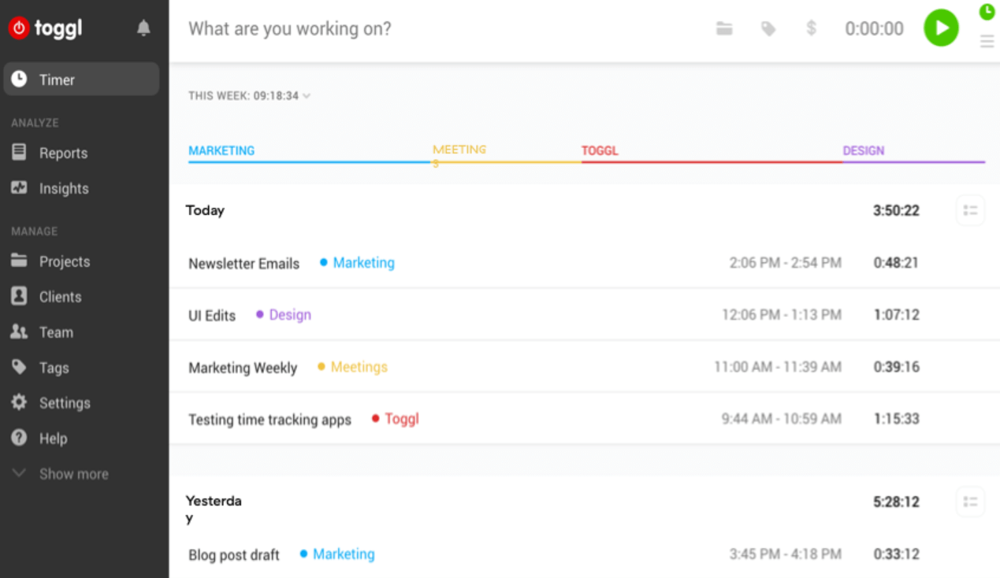 toggl
What are you working on?
$
0:00:00
Timer
THIS WEEK: 09:18:34
ANALYZE
Reports
Insights
MARKETING
MEETING
S
TOGGL
DESIGN
MANAGE
Projects
Clients
Team
Tags
Settings
Help
Show more
Today 3:50:22
Newsletter Emails Marketing 2:06 PM - 2:54 PM 0:48:21
UI Edits Design 12:06 PM - 1:13 PM 1:07:12
Marketing Weekly Meetings 11:00 AM - 11:39 AM 0:39:16
Testing time tracking apps Toggl 9:44 AM - 10:59 AM 1:15:33
Yesterda
y
5:28:12
Blog post draft Marketing 3:45 PM - 4:18 PM 0:33:12